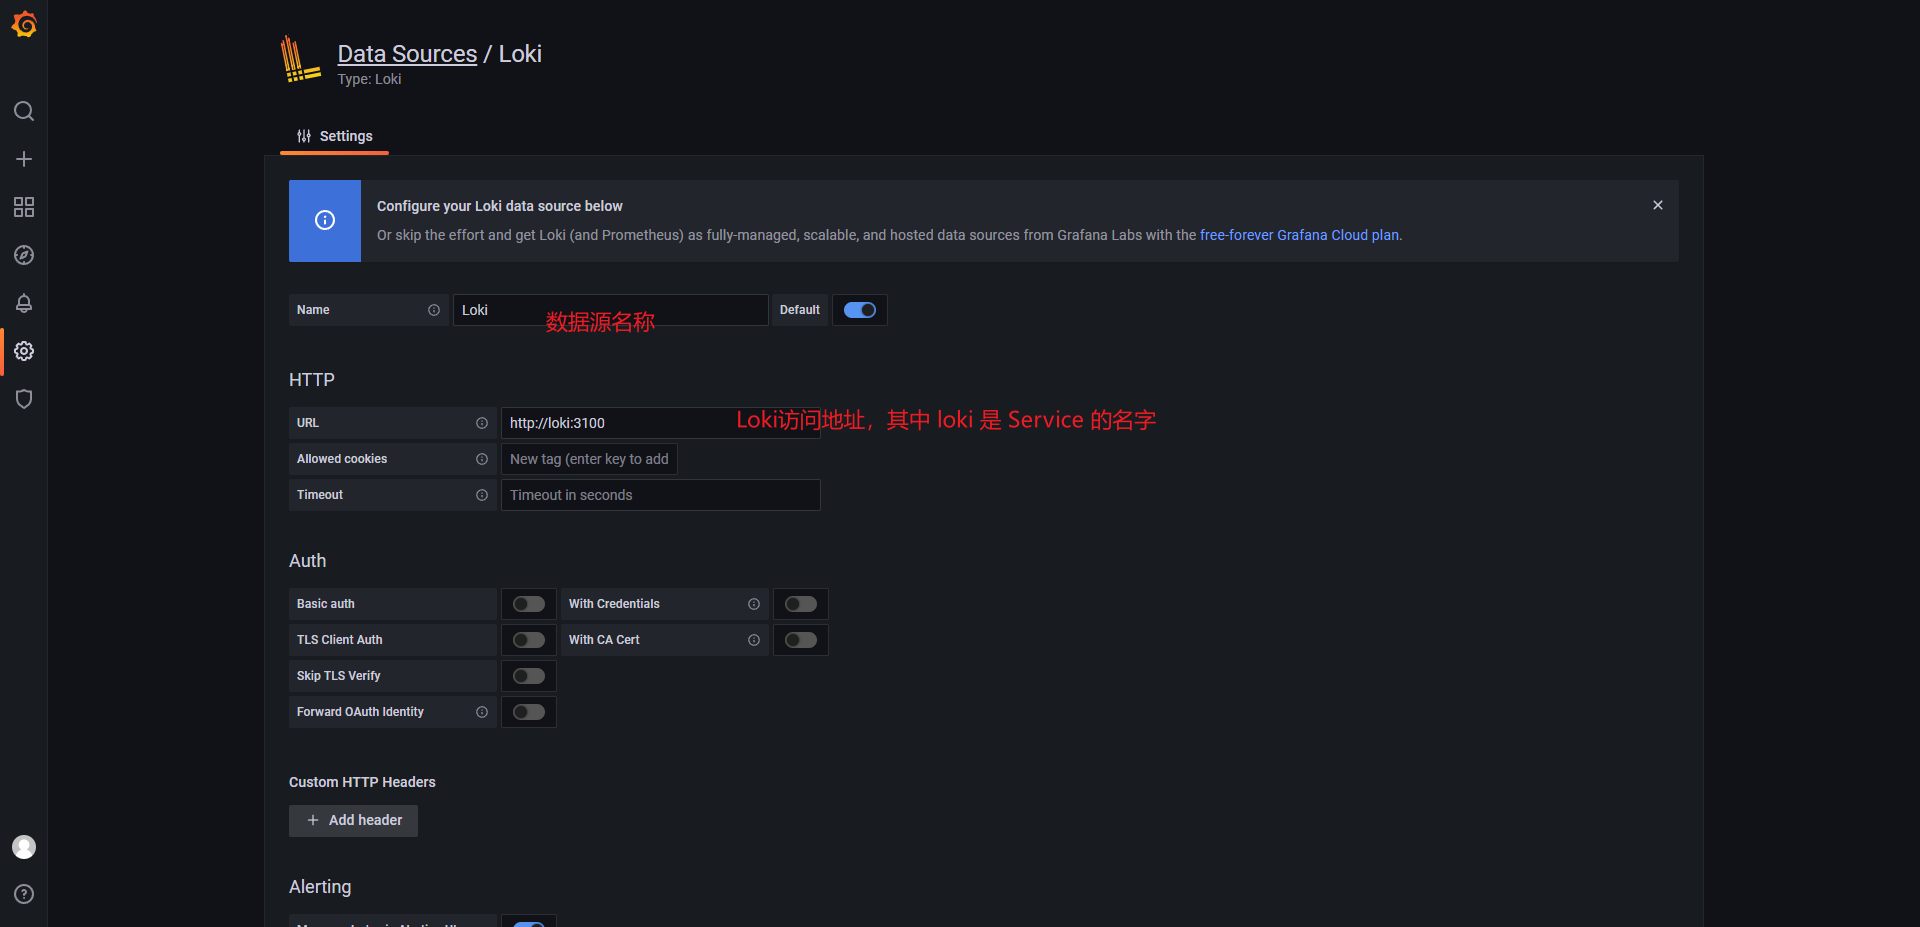 Data Sources / Loki
Type: Loki
Settings
Configure your Loki data source below
Or skip the effort and get Loki (and Prometheus) as fully-managed, scalable, and hosted data sources from Grafana Labs with the free-forever Grafana Cloud plan.
Name Loki Default
数据源名称
HTTP
URL http://loki:3100
Loki访问地址，其中 loki 是 Service 的名字
Allowed cookies New tag (enter key to add
Timeout Timeout in seconds
Auth
Basic auth With Credentials
TLS Client Auth With CA Cert
Skip TLS Verify
Forward OAuth Identity
Custom HTTP Headers
Add header
Alerting